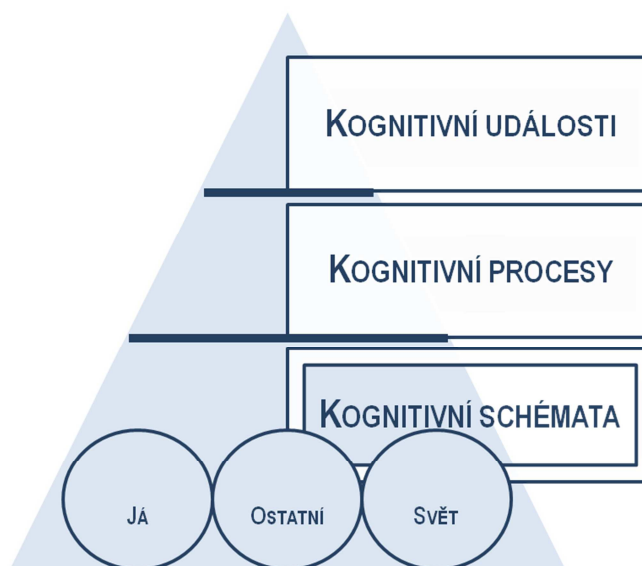 KOGNITIVNÍ UDÁLOSTI
KOGNITIVNÍ PROCESY
KOGNITIVNÍ SCHÉMATA
JÁ
OSTATNÍ
SVĚT